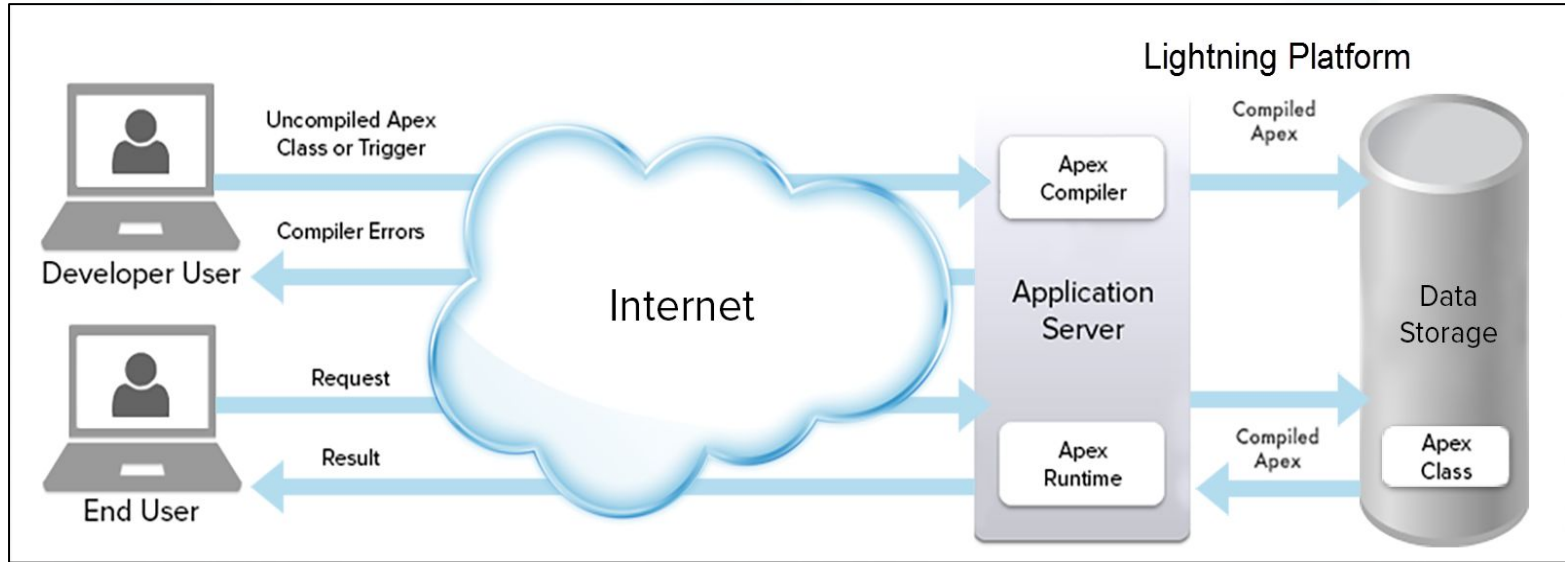 Lightning Platform
Uncompiled Apex
Class or Trigger
Compiler Errors
Developer User
Internet
Apex
Compiler
Compiled
Apex
Application
Server
Data
Storage
Request
Result
End User
Apex
Runtime
Compiled
Apex
Apex
Class